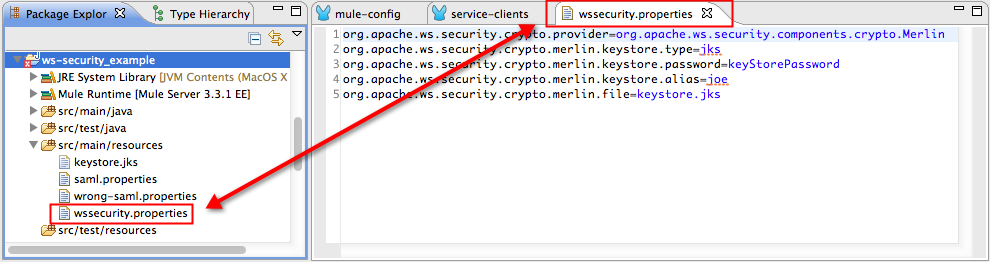 Package Explor
Type Hierarchy
ws-security_example
JRE System Library [JVM Contents (MacOS X
Mule Runtime [Mule Server 3.3.1 EE]
src/main/java
src/test/java
src/main/resources
keystore.jks
saml.properties
wrong-saml.properties
wssecurity.properties
src/test/resources
mule-config
service-clients
wssecurity.properties
1 org.apache.ws.security.crypto.provider=org.apache.ws.security.components.crypto.Merlin
2 org.apache.ws.security.crypto.merlin.keystore.type=jks
3 org.apache.ws.security.crypto.merlin.keystore.password=keyStorePassword
4 org.apache.ws.security.crypto.merlin.keystore.alias=joe
5 org.apache.ws.security.crypto.merlin.file=keystore.jks